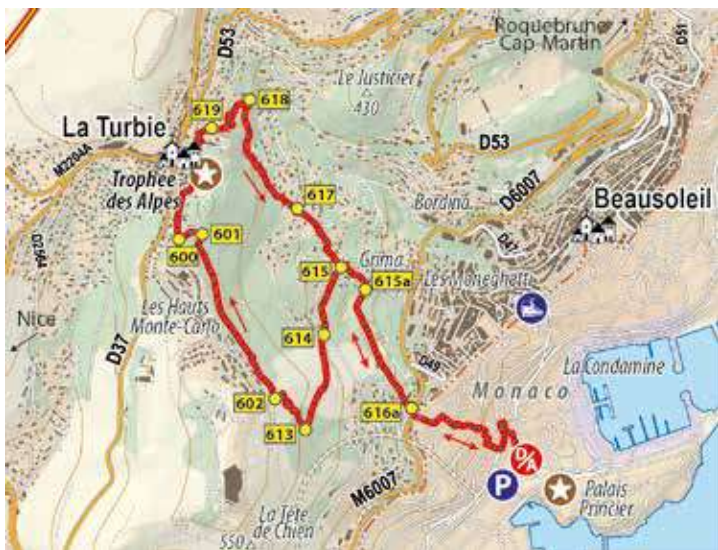 Roquebrune
Cap-Martin
D51
D53
Le Justicier
430
619
618
La Turbie
D53
M2204A
Trophée
des Alpes
D6007
617
Bordina
Beausoleil
D47
601
600
Grima
615
615a
Les Moneghetti
Les Hauts
Monte-Carlo
Nice
D37
614
La Condamine
D49
Monaco
602
616a
613
D/A
P
M6007
Palais
Princier
La Tête
de Chien
550